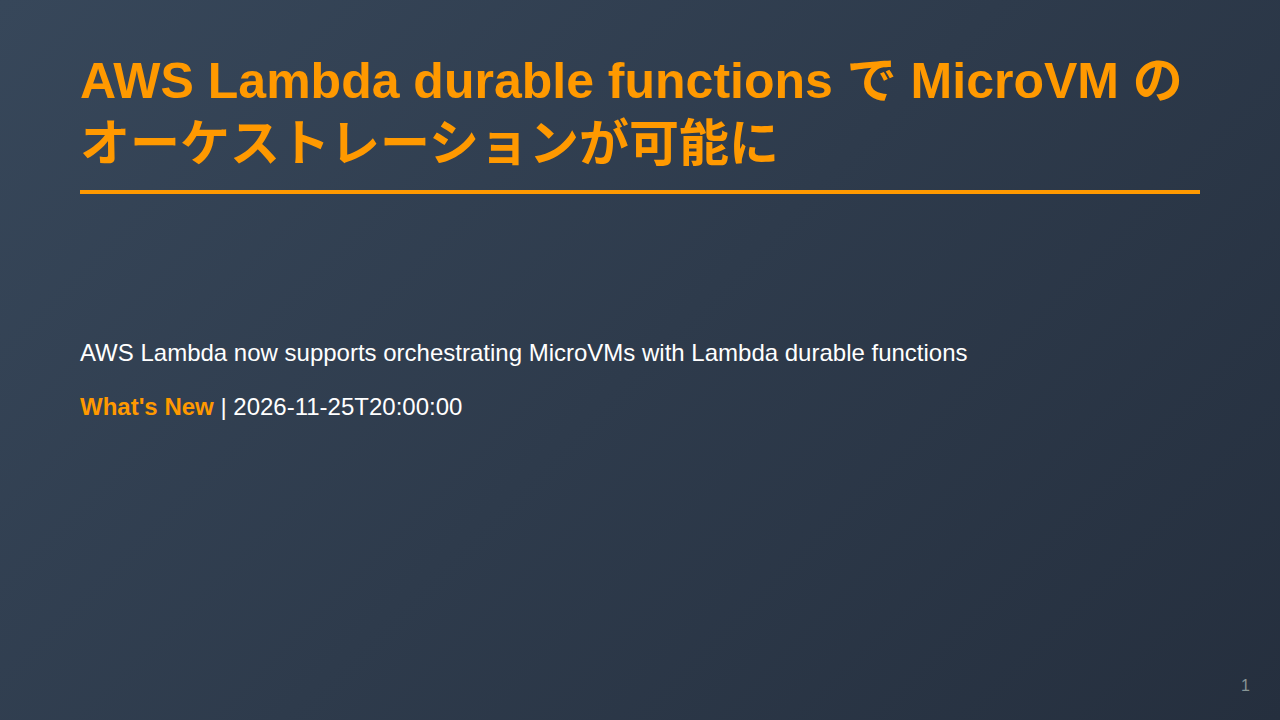 AWS Lambda durable functions で MicroVM の
オーケストレーションが可能に
AWS Lambda now supports orchestrating MicroVMs with Lambda durable functions
What's New | 2026-11-25T20:00:00
1